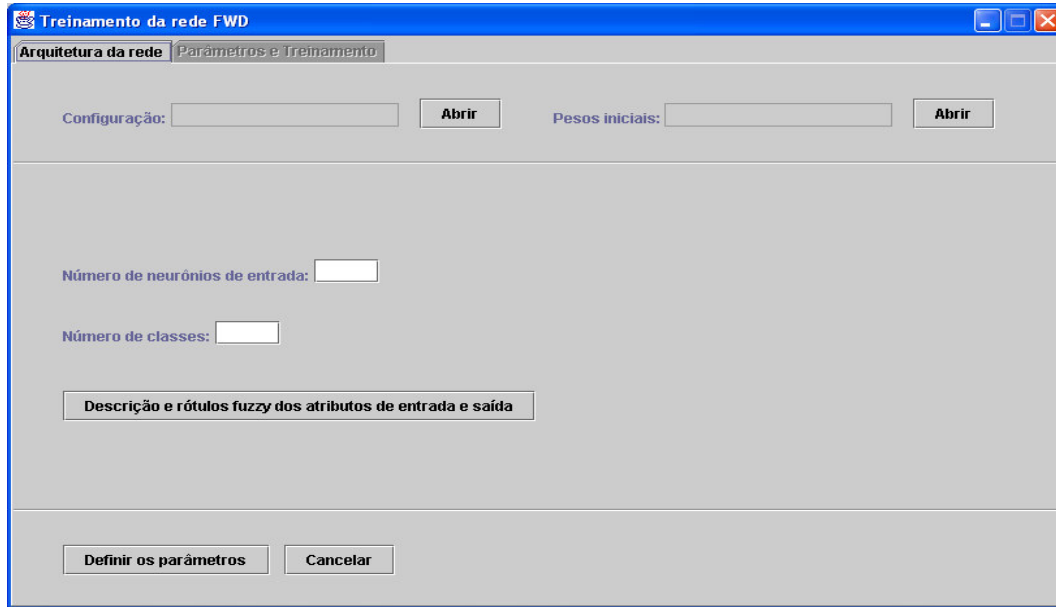 Treinamento da rede FWD
Arquitetura da rede Parâmetros e Treinamento
Configuração: Abrir Pesos iniciais: Abrir
Número de neurônios de entrada:
Número de classes:
Descrição e rótulos fuzzy dos atributos de entrada e saída
Definir os parâmetros Cancelar